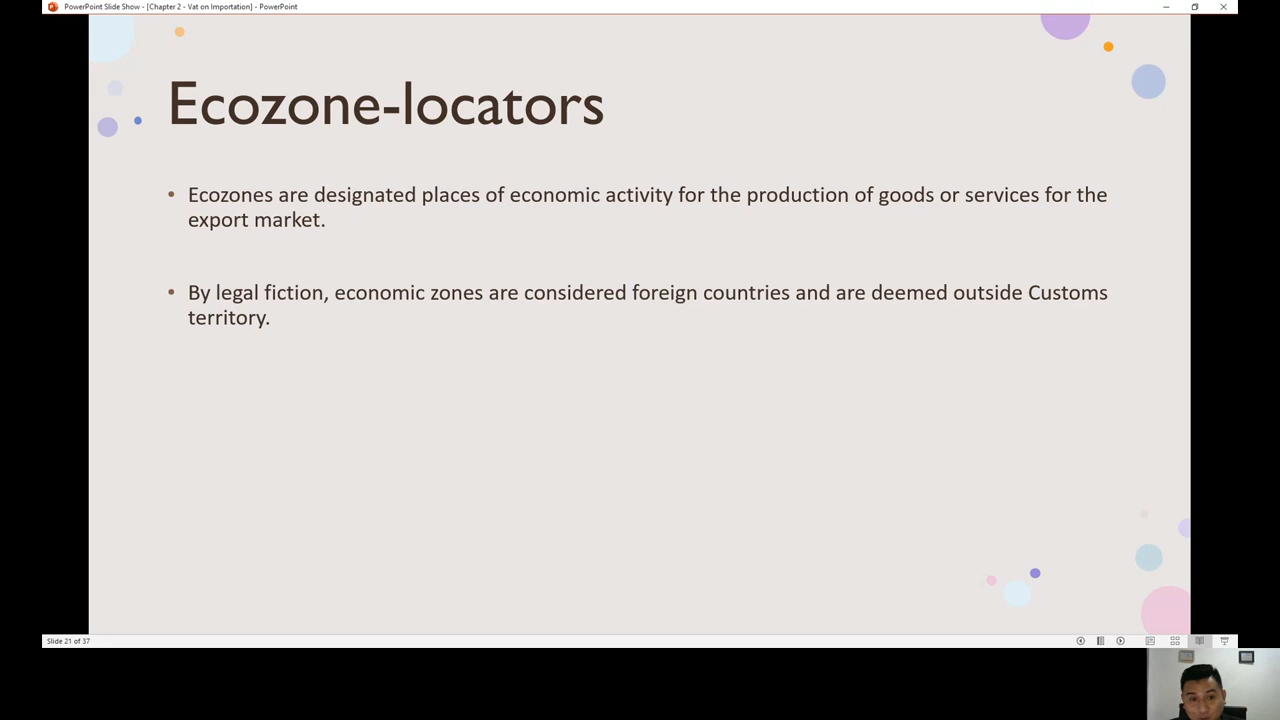 PowerPoint Slide Show - [Chapter 2 - Vat on Importation] - PowerPoint
Ecozone-locators
• Ecozones are designated places of economic activity for the production of goods or services for the
export market.
• By legal fiction, economic zones are considered foreign countries and are deemed outside Customs
territory.
Slide 21 of 37